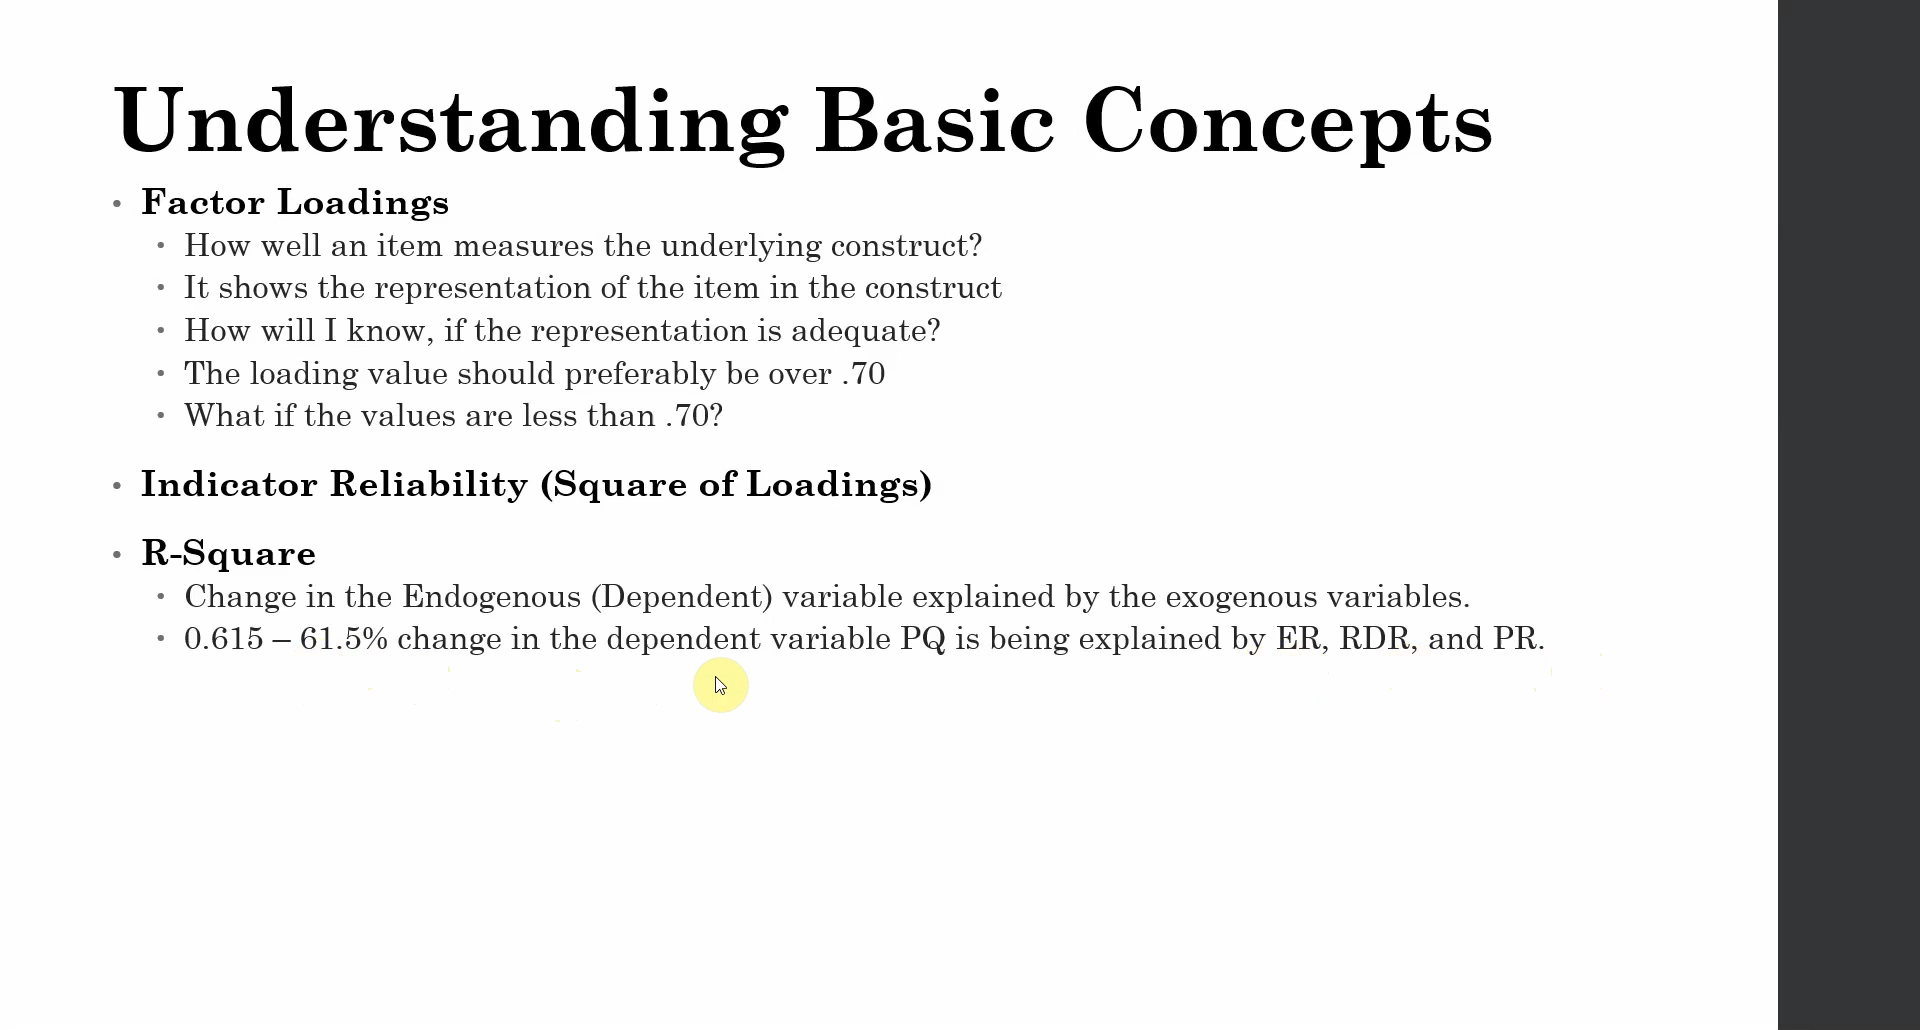 Understanding Basic Concepts
• Factor Loadings
• How well an item measures the underlying construct?
• It shows the representation of the item in the construct
• How will I know, if the representation is adequate?
• The loading value should preferably be over .70
• What if the values are less than .70?
• Indicator Reliability (Square of Loadings)
• R-Square
• Change in the Endogenous (Dependent) variable explained by the exogenous variables.
• 0.615 – 61.5% change in the dependent variable PQ is being explained by ER, RDR, and PR.